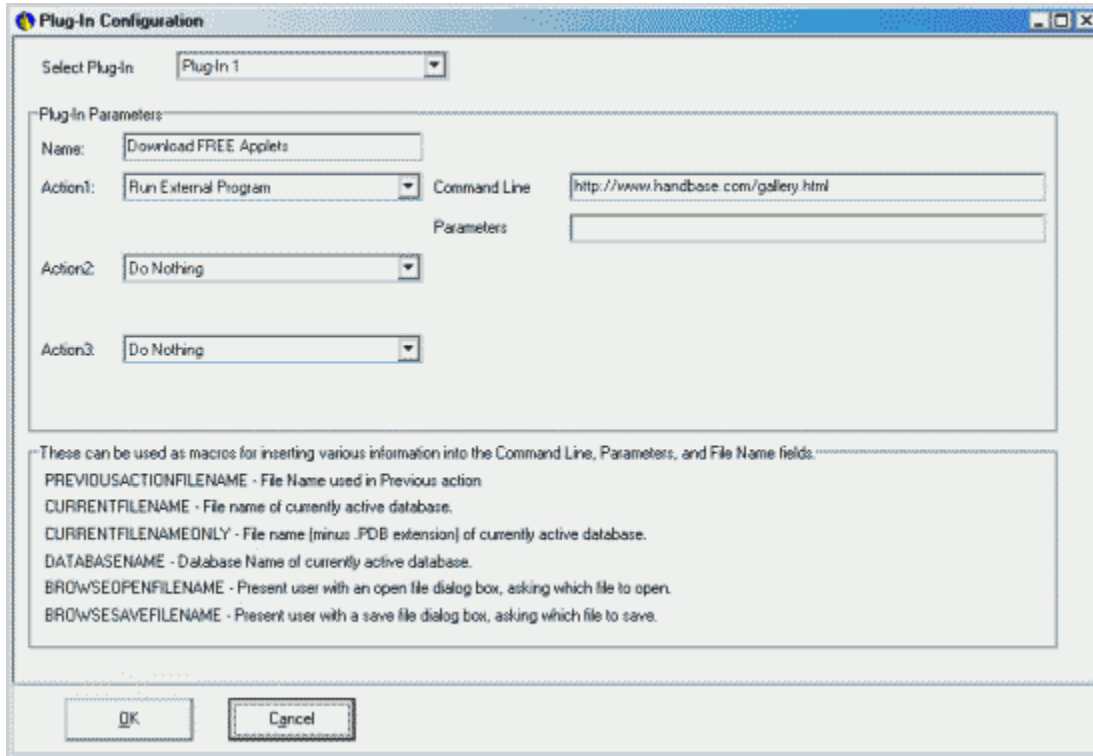 Plug-In Configuration
Select Plug-In Plug-In 1
Plug-In Parameters
Name: Download FREE Applets
Action1: Run External Program Command Line http://www.handbase.com/gallery.html
Parameters
Action2: Do Nothing
Action3: Do Nothing
These can be used as macros for inserting various information into the Command Line, Parameters, and File Name fields.
PREVIOUSACTIONFILENAME - File Name used in Previous action
CURRENTFILENAME - File name of currently active database.
CURRENTFILENAMEONLY - File name (minus .PDB extension) of currently active database.
DATABASENAME - Database Name of currently active database.
BROWSEOPENFILENAME - Present user with an open file dialog box, asking which file to open.
BROWSESAVEFILENAME - Present user with a save file dialog box, asking which file to save.
OK Cancel